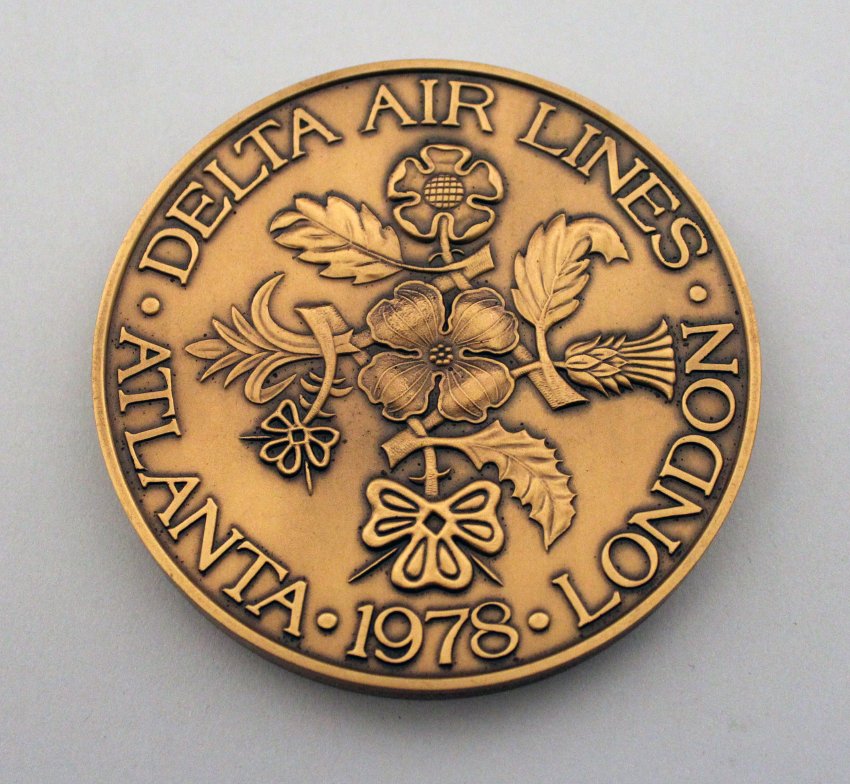 DELTA AIR LINES
· ATLANTA · 1978 · LONDON ·